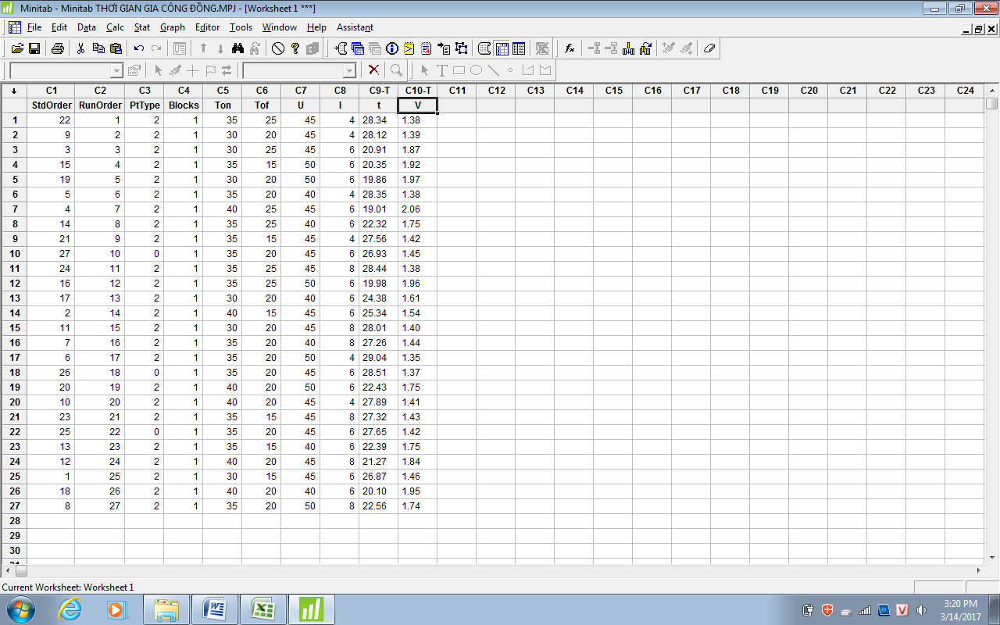 Minitab - Minitab THỜI GIAN GIA CÔNG ĐỒNG.MPJ - [Worksheet 1 ***]
File Edit Data Calc Stat Graph Editor Tools Window Help Assistant
↓ C1 C2 C3 C4 C5 C6 C7 C8 C9-T C10-T C11 C12 C13 C14 C15 C16 C17 C18 C19 C20 C21 C22 C23 C24
StdOrder RunOrder PtType Blocks Ton Tof U I t V
1 22 1 2 1 35 25 45 4 28.34 1.38
2 9 2 2 1 30 20 45 4 28.12 1.39
3 3 3 2 1 30 25 45 6 20.91 1.87
4 15 4 2 1 35 15 50 6 20.35 1.92
5 19 5 2 1 30 20 50 6 19.86 1.97
6 5 6 2 1 35 20 40 4 28.35 1.38
7 4 7 2 1 40 25 45 6 19.01 2.06
8 14 8 2 1 35 25 40 6 22.32 1.75
9 21 9 2 1 35 15 45 4 27.56 1.42
10 27 10 0 1 35 20 45 6 26.93 1.45
11 24 11 2 1 35 25 45 8 28.44 1.38
12 16 12 2 1 35 25 50 6 19.98 1.96
13 17 13 2 1 30 20 40 6 24.38 1.61
14 2 14 2 1 40 15 45 6 25.34 1.54
15 11 15 2 1 30 20 45 8 28.01 1.40
16 7 16 2 1 35 20 40 8 27.26 1.44
17 6 17 2 1 35 20 50 4 29.04 1.35
18 26 18 0 1 35 20 45 6 28.51 1.37
19 20 19 2 1 40 20 50 6 22.43 1.75
20 10 20 2 1 40 20 45 4 27.89 1.41
21 23 21 2 1 35 15 45 8 27.32 1.43
22 25 22 0 1 35 20 45 6 27.65 1.42
23 13 23 2 1 35 15 40 6 22.39 1.75
24 12 24 2 1 40 20 45 8 21.27 1.84
25 1 25 2 1 30 15 45 6 26.87 1.46
26 18 26 2 1 40 20 40 6 20.10 1.95
27 8 27 2 1 35 20 50 8 22.56 1.74
28
29
30
Current Worksheet: Worksheet 1
3:20 PM
3/14/2017